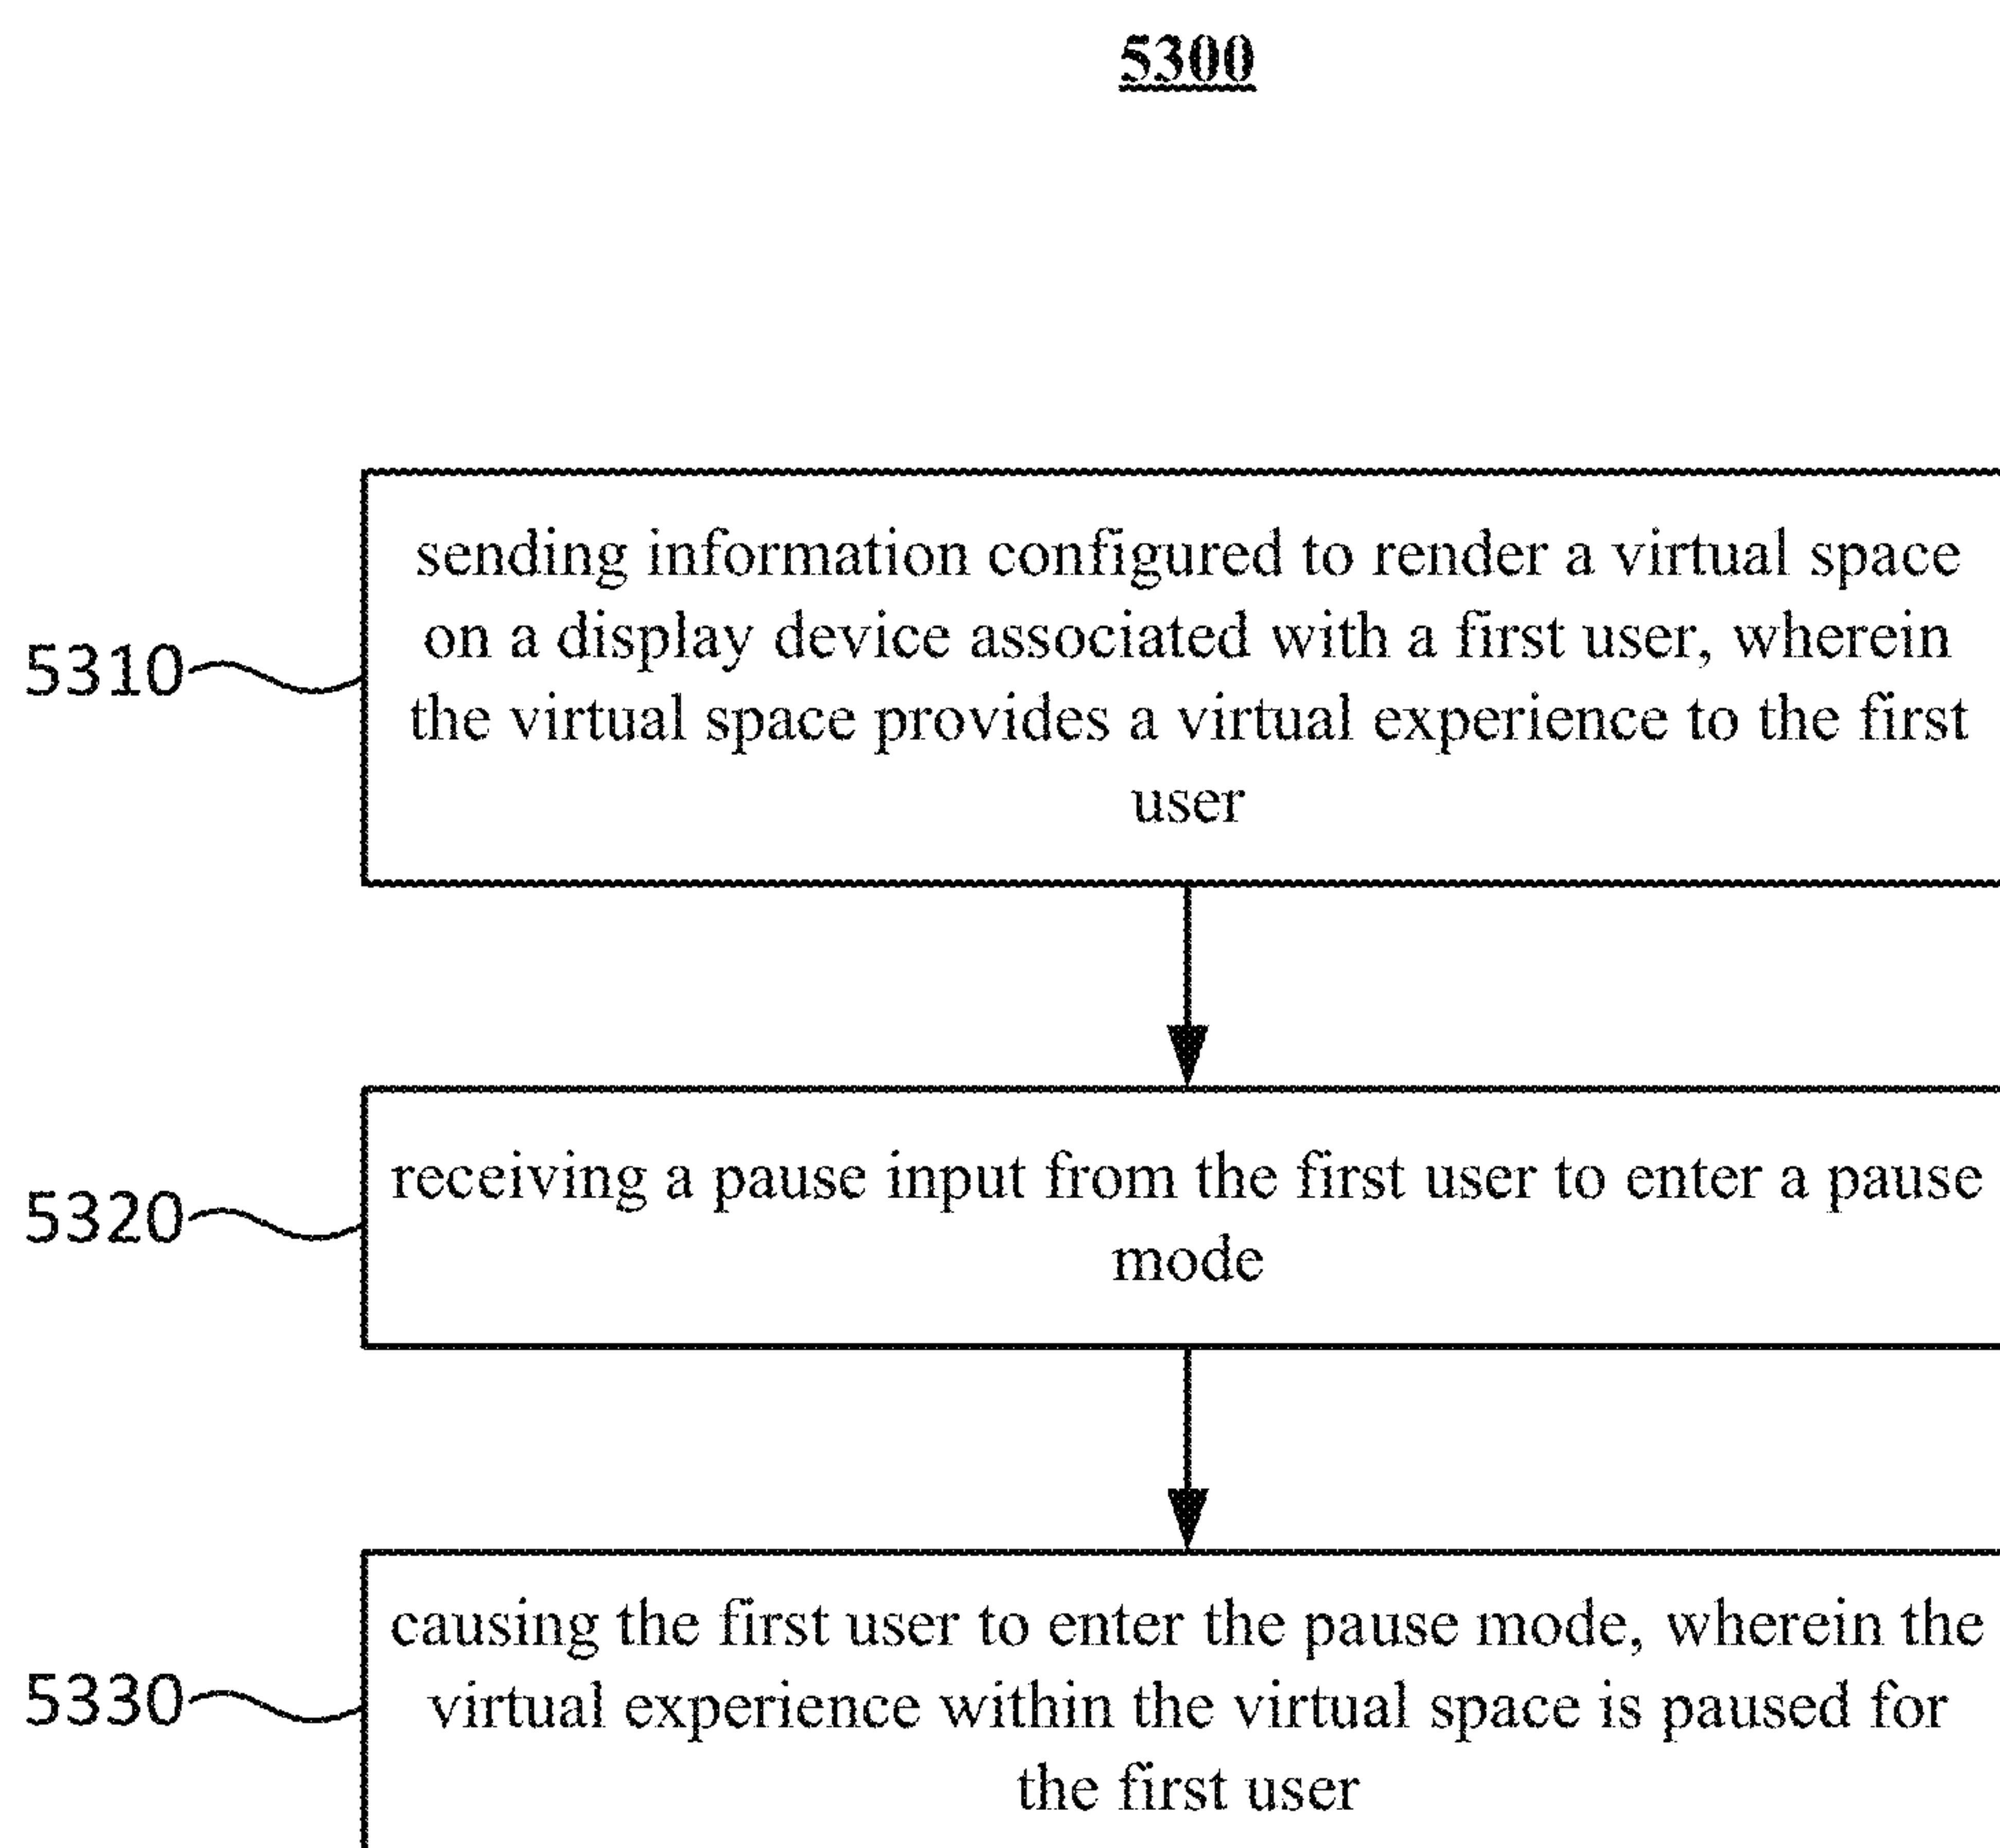 5300
sending information configured to render a virtual space
on a display device associated with a first user, wherein
the virtual space provides a virtual experience to the first
user
5310
receiving a pause input from the first user to enter a pause
mode
5320
causing the first user to enter the pause mode, wherein the
virtual experience within the virtual space is paused for
the first user
5330